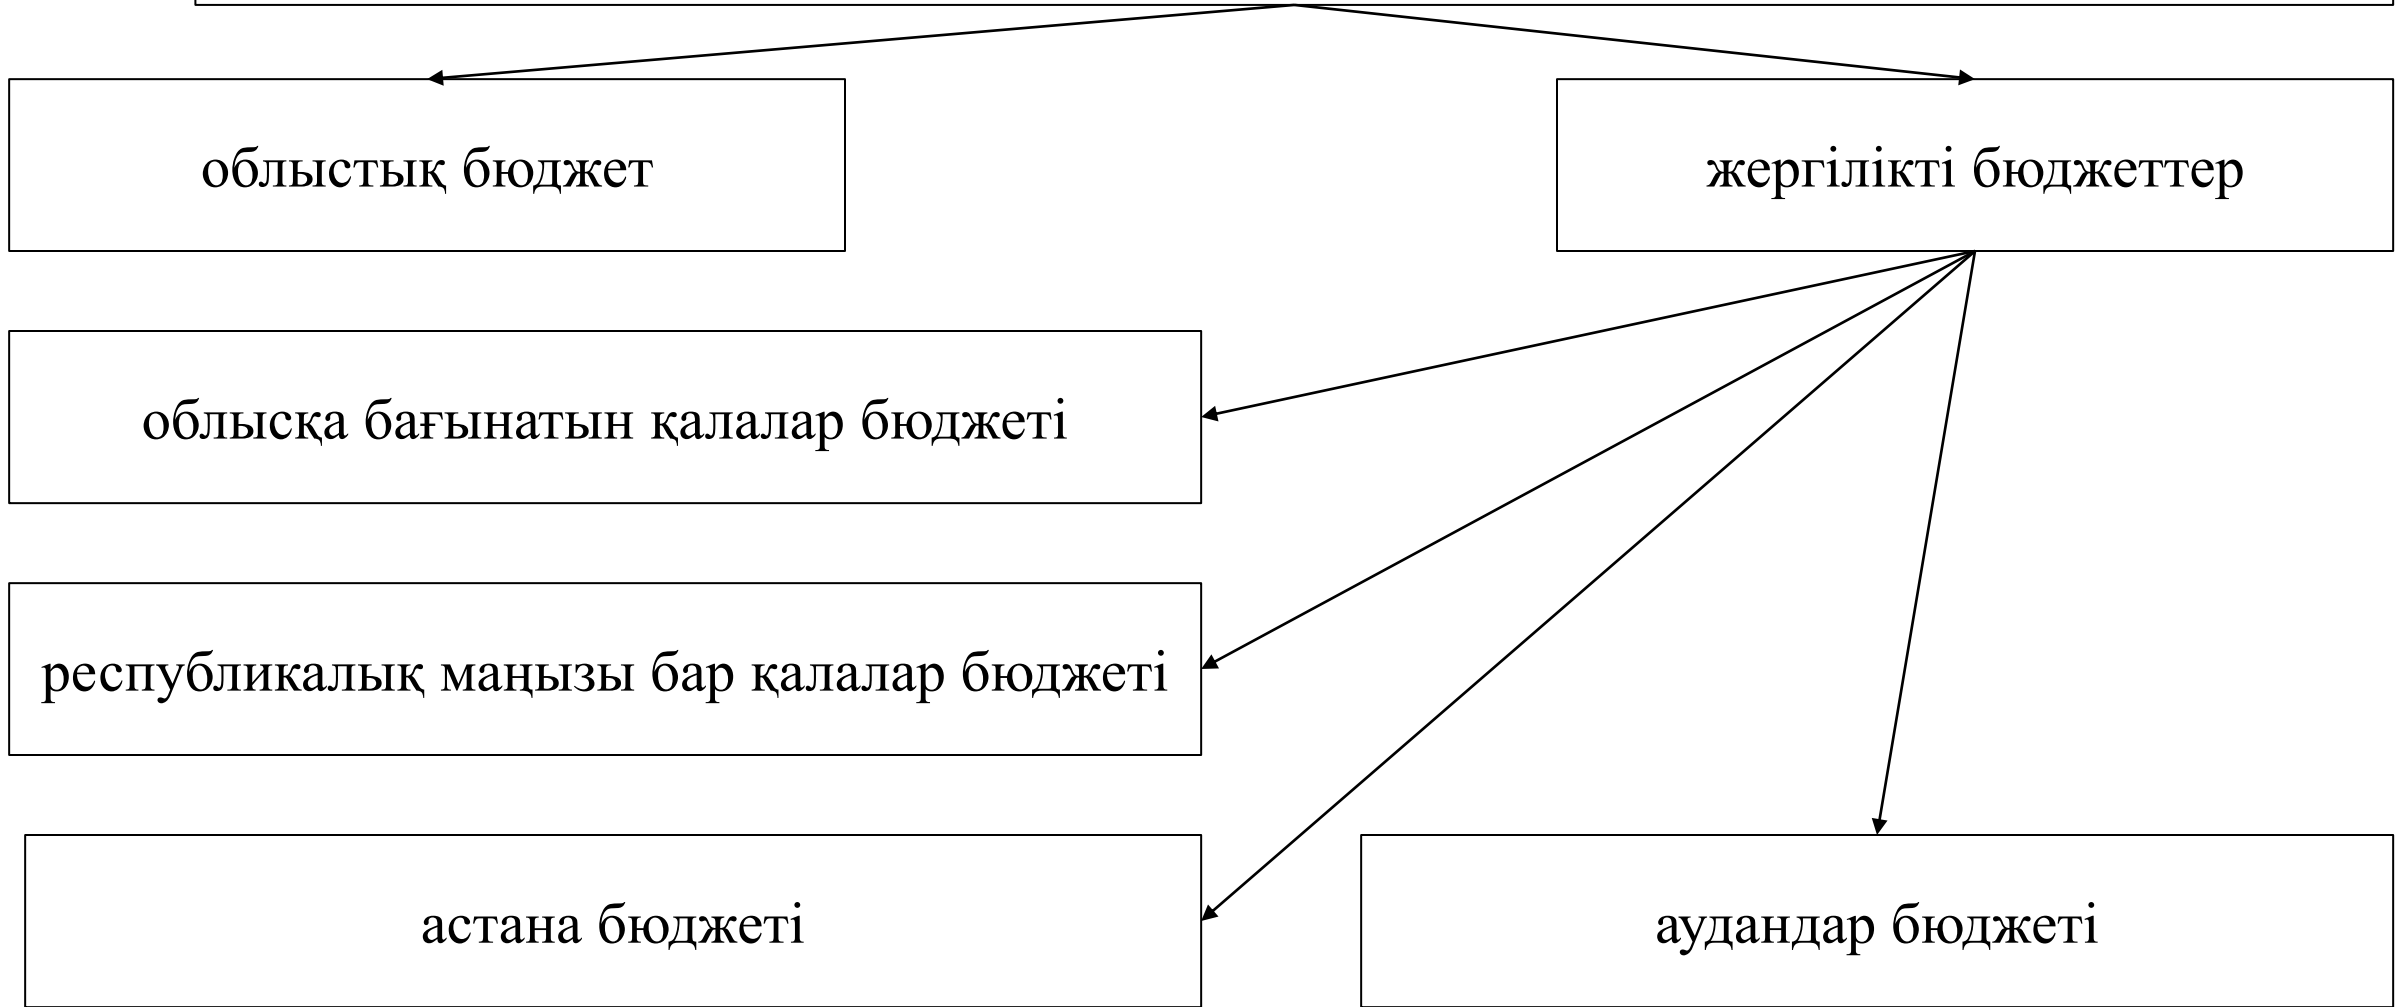 облыстық бюджет
жергілікті бюджеттер
облысқа бағынатын қалалар бюджеті
республикалық маңызы бар қалалар бюджеті
астана бюджеті
аудандар бюджеті